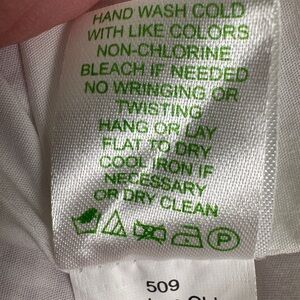 HAND WASH COLD
WITH LIKE COLORS
NON-CHLORINE
BLEACH IF NEEDED
NO WRINGING OR
TWISTING
HANG OR LAY
FLAT TO DRY
COOL IRON IF
NECESSARY
OR DRY CLEAN
P
509